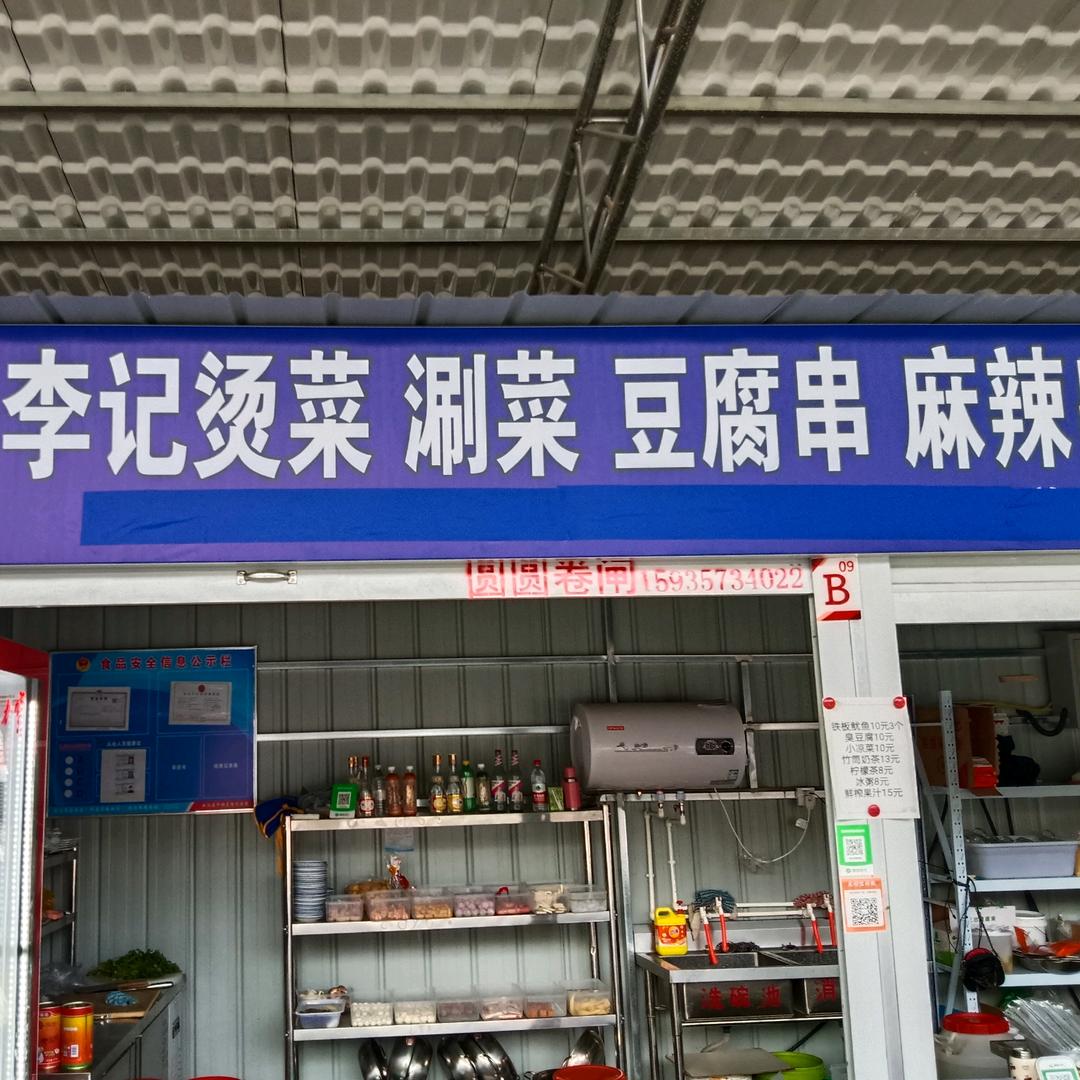 李记烫菜 涮菜 豆腐串 麻辣
圆圆卷闸 15935734022
09
B
食品安全信息公示栏
铁板鱿鱼10元3个
臭豆腐10元
小凉菜10元
竹筒奶茶13元
柠檬茶8元
冰粥8元
鲜榨果汁15元
洗碗池